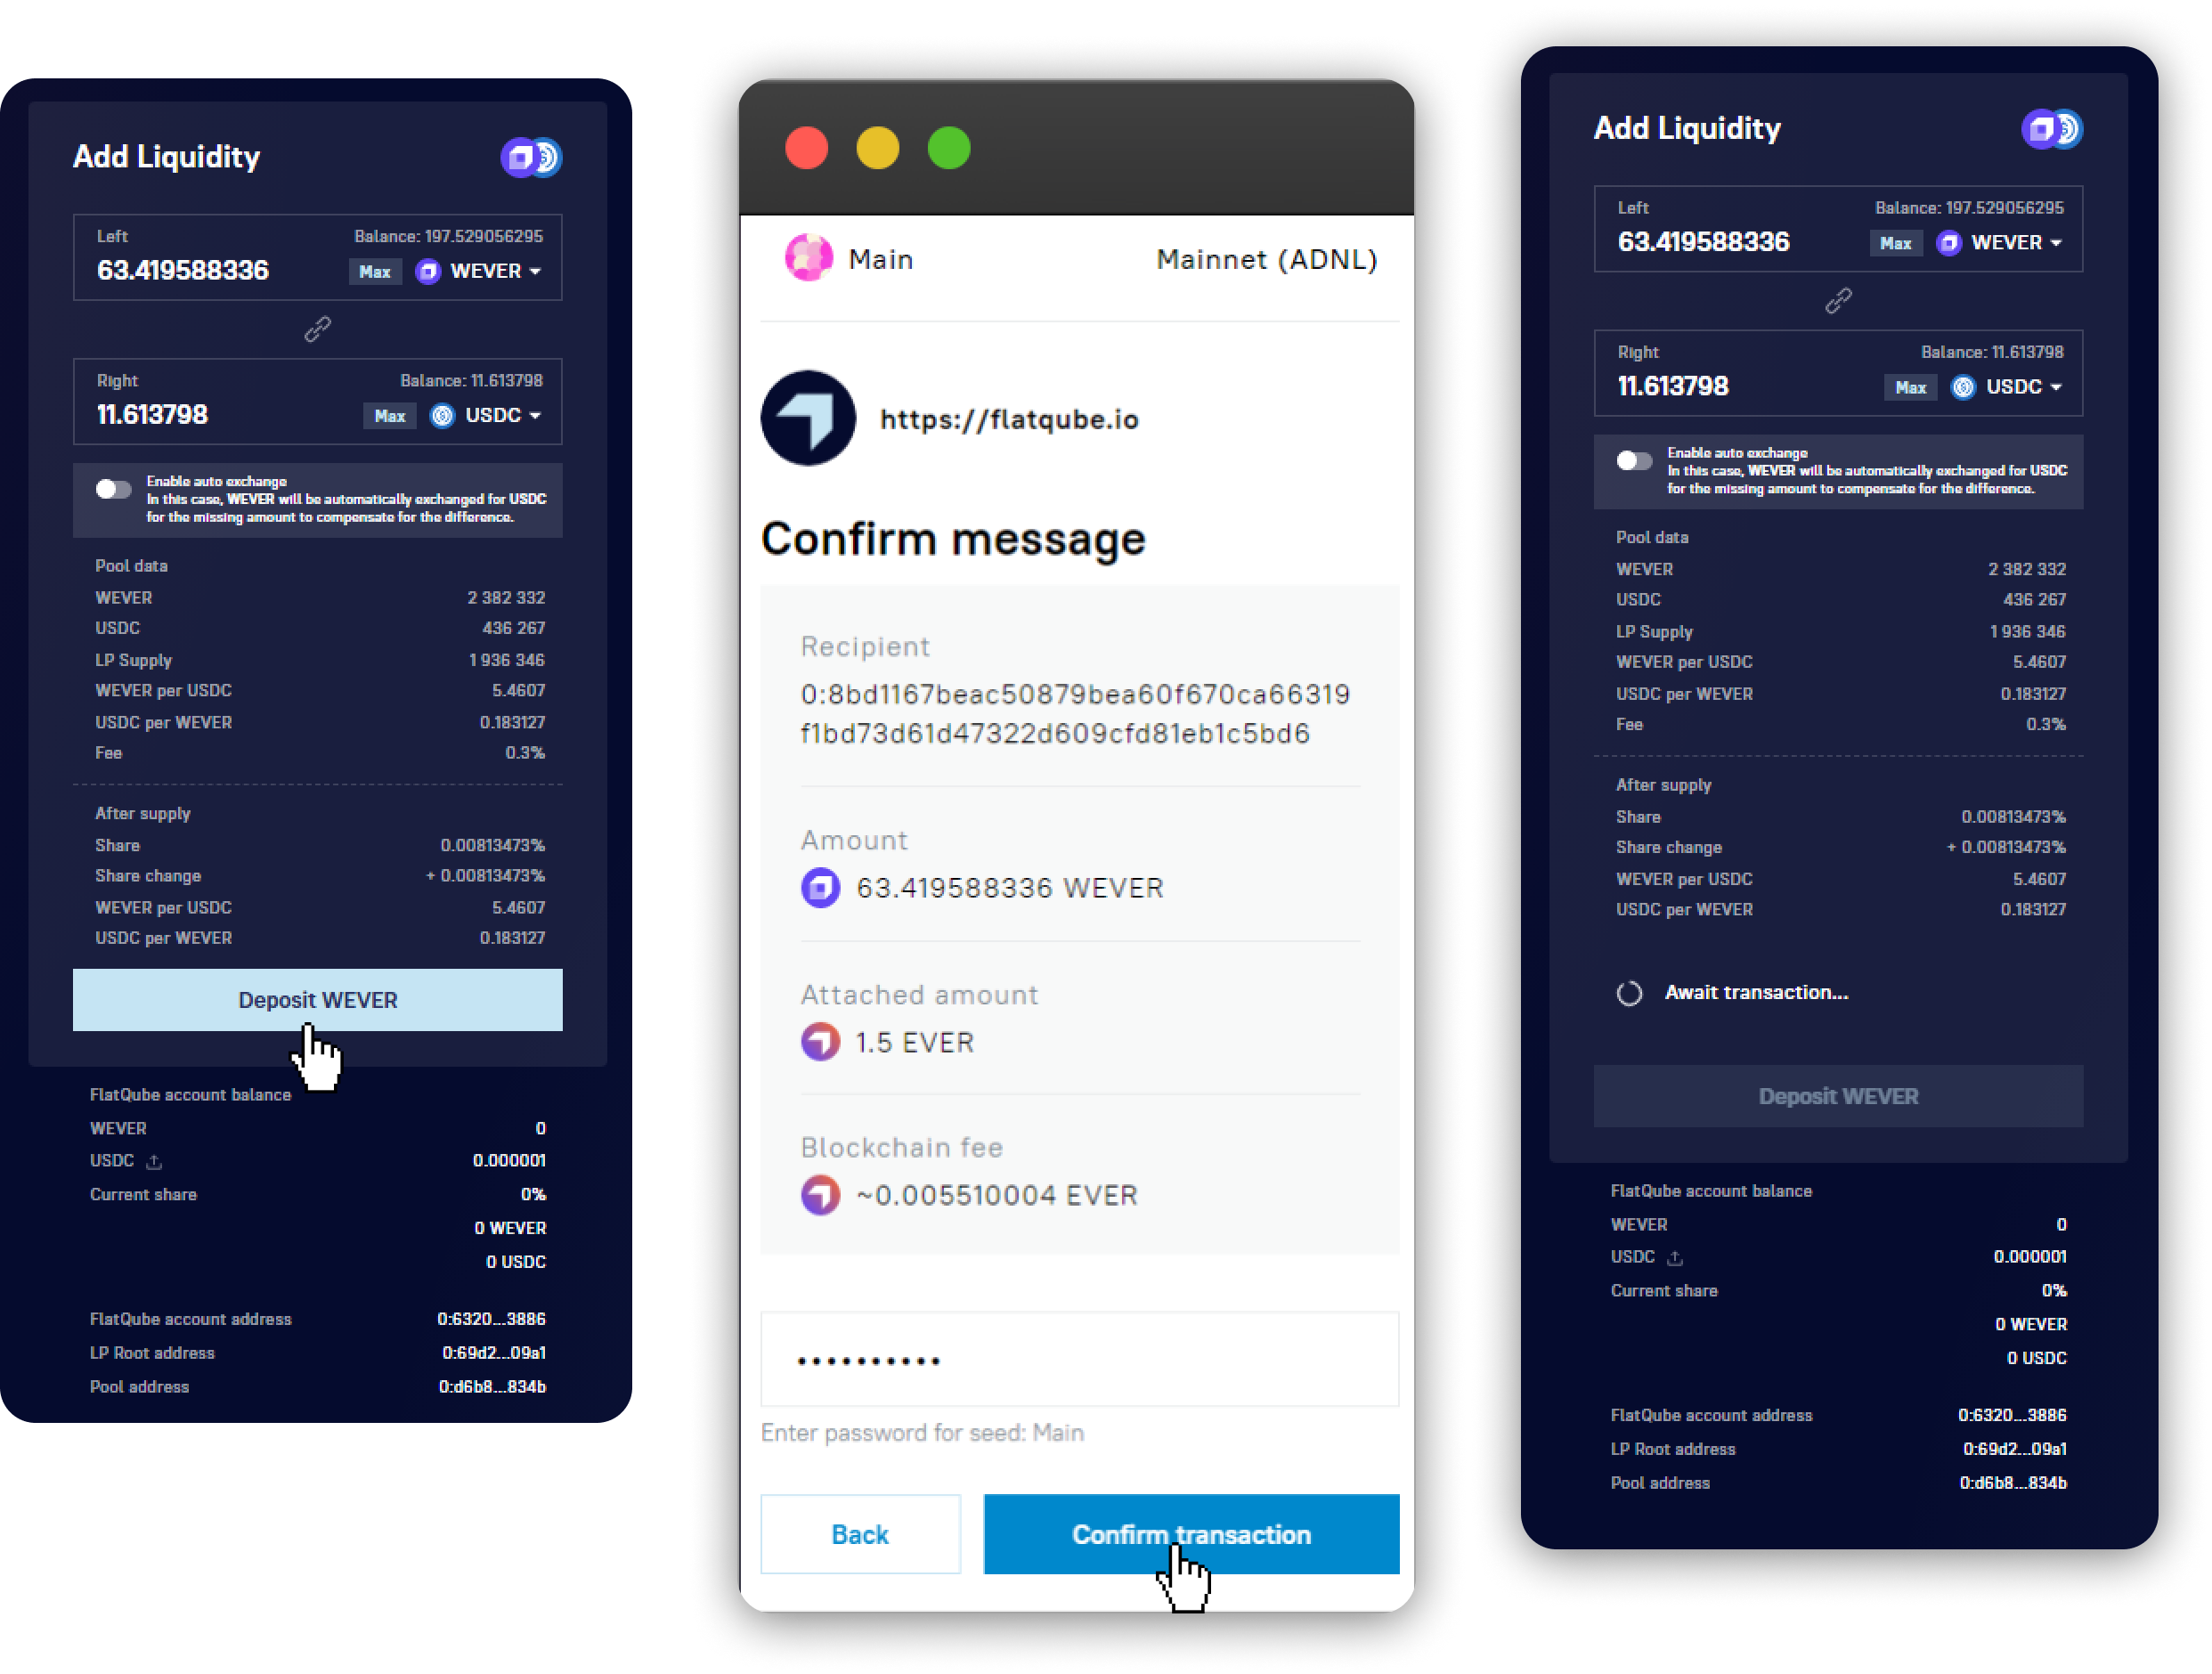 Add Liquidity
Left Balance: 197.529056295
63.419588336 Max WEVER
Right Balance: 11.613798
11.613798 Max USDC
Enable auto exchange
In this case, WEVER will be automatically exchanged for USDC
for the missing amount to compensate for the difference.
Pool data
WEVER 2 382 332
USDC 436 267
LP Supply 1 936 346
WEVER per USDC 5.4607
USDC per WEVER 0.183127
Fee 0.3%
After supply
Share 0.00813473%
Share change + 0.00813473%
WEVER per USDC 5.4607
USDC per WEVER 0.183127
Deposit WEVER
FlatQube account balance
WEVER 0
USDC 0.000001
Current share 0%
0 WEVER
0 USDC
FlatQube account address 0:6320...3886
LP Root address 0:69d2...09a1
Pool address 0:d6b8...834b
Main Mainnet (ADNL)
https://flatqube.io
Confirm message
Recipient
0:8bd1167beac50879bea60f670ca66319
f1bd73d61d47322d609cfd81eb1c5bd6
Amount
63.419588336 WEVER
Attached amount
1.5 EVER
Blockchain fee
~0.005510004 EVER
••••••••••
Enter password for seed: Main
Back Confirm transaction
Add Liquidity
Left Balance: 197.529056295
63.419588336 Max WEVER
Right Balance: 11.613798
11.613798 Max USDC
Enable auto exchange
In this case, WEVER will be automatically exchanged for USDC
for the missing amount to compensate for the difference.
Pool data
WEVER 2 382 332
USDC 436 267
LP Supply 1 936 346
WEVER per USDC 5.4607
USDC per WEVER 0.183127
Fee 0.3%
After supply
Share 0.00813473%
Share change + 0.00813473%
WEVER per USDC 5.4607
USDC per WEVER 0.183127
Await transaction...
Deposit WEVER
FlatQube account balance
WEVER 0
USDC 0.000001
Current share 0%
0 WEVER
0 USDC
FlatQube account address 0:6320...3886
LP Root address 0:69d2...09a1
Pool address 0:d6b8...834b